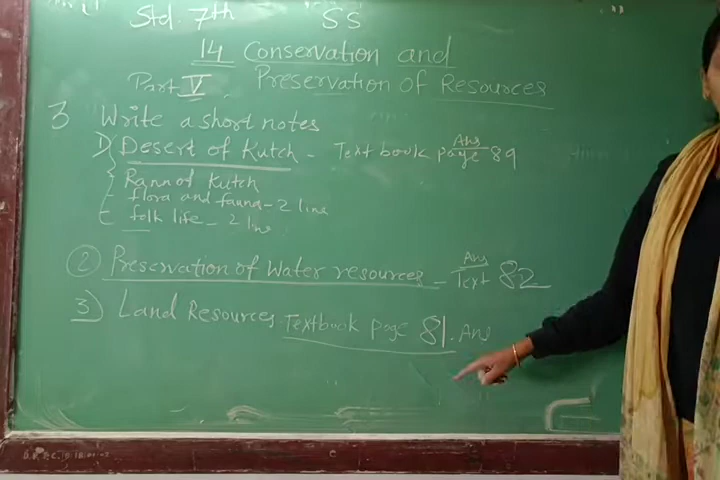 Std. 7th SS
14 Conservation and
Part V. Preservation of Resources
3 Write a short notes
1) Desert of Kutch - Text book page 89 Ans
Rann of Kutch
flora and fauna - 2 line
folk life - 2 line
2 Preservation of Water resources - Ans Text 82
3) Land Resources Textbook page 81. Ans